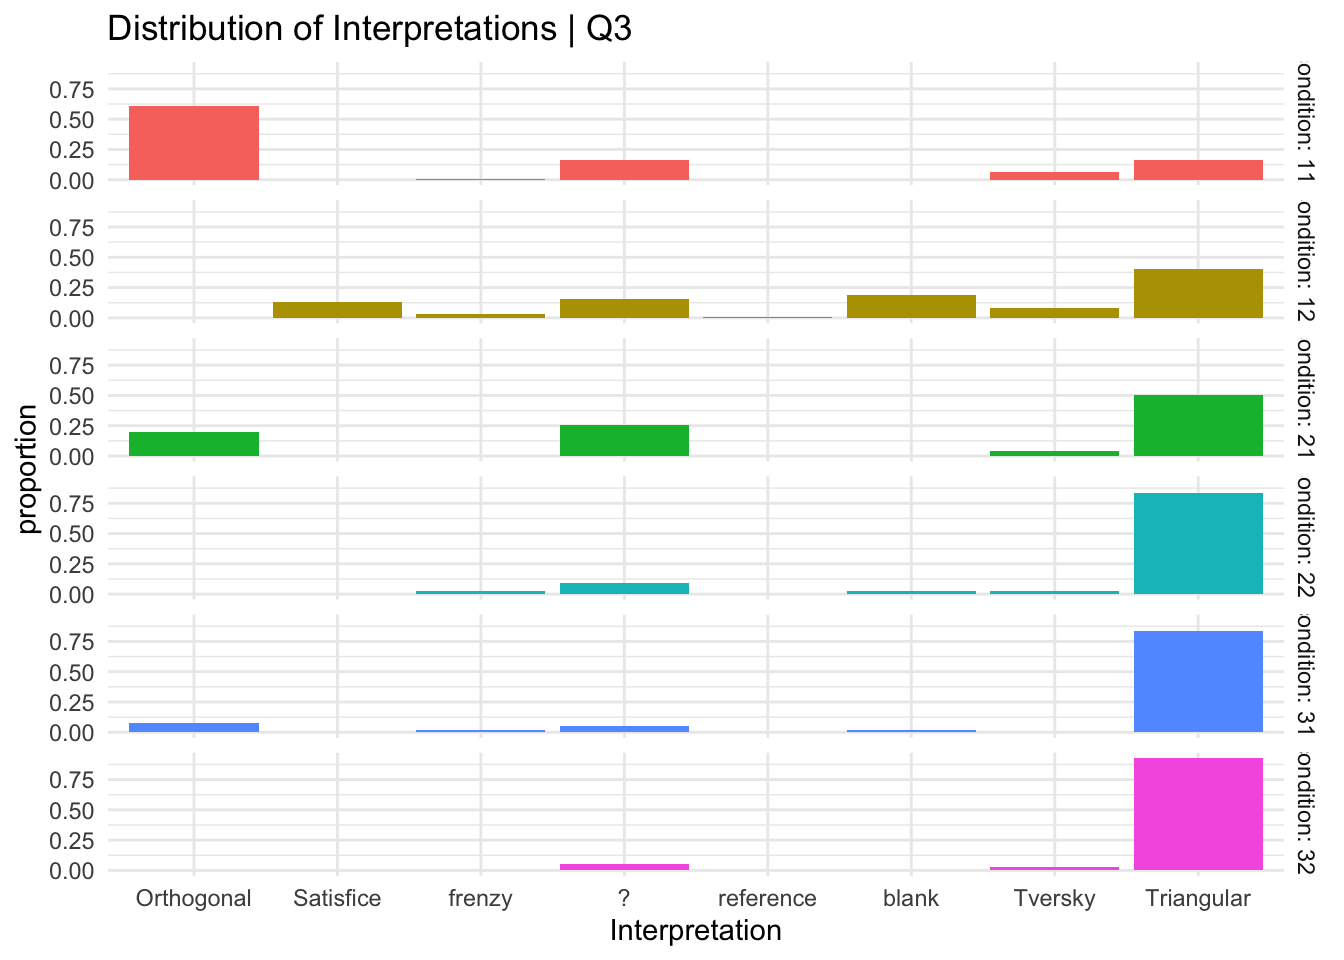 Distribution of Interpretations | Q3
0.75
0.50
0.25
0.00
ondition: 11
0.75
0.50
0.25
0.00
ondition: 12
0.75
0.50
0.25
0.00
ondition: 21
0.75
0.50
0.25
0.00
ondition: 22
0.75
0.50
0.25
0.00
ondition: 31
0.75
0.50
0.25
0.00
ondition: 32
proportion
Orthogonal Satisfice frenzy ? reference blank Tversky Triangular
Interpretation